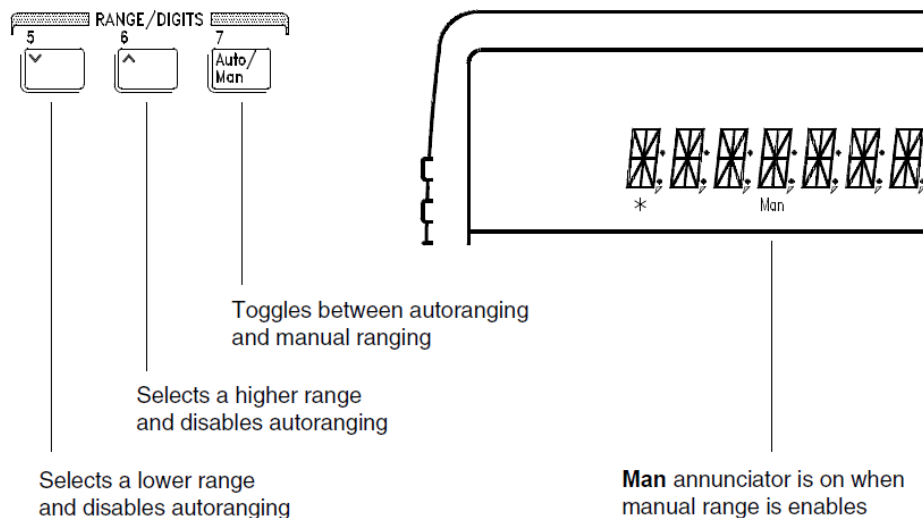 RANGE/DIGITS
5 6 7
Auto/
Man
* Man
Toggles between autoranging
and manual ranging
Selects a higher range
and disables autoranging
Selects a lower range
and disables autoranging
Man annunciator is on when
manual range is enables